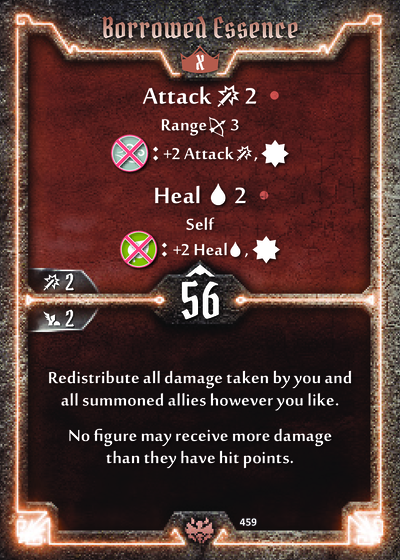 Borrowed Essence
X
Attack 2
Range 3
: +2 Attack ,
Heal 2
Self
: +2 Heal ,
2
56
2
Redistribute all damage taken by you and
all summoned allies however you like.
No figure may receive more damage
than they have hit points.
459